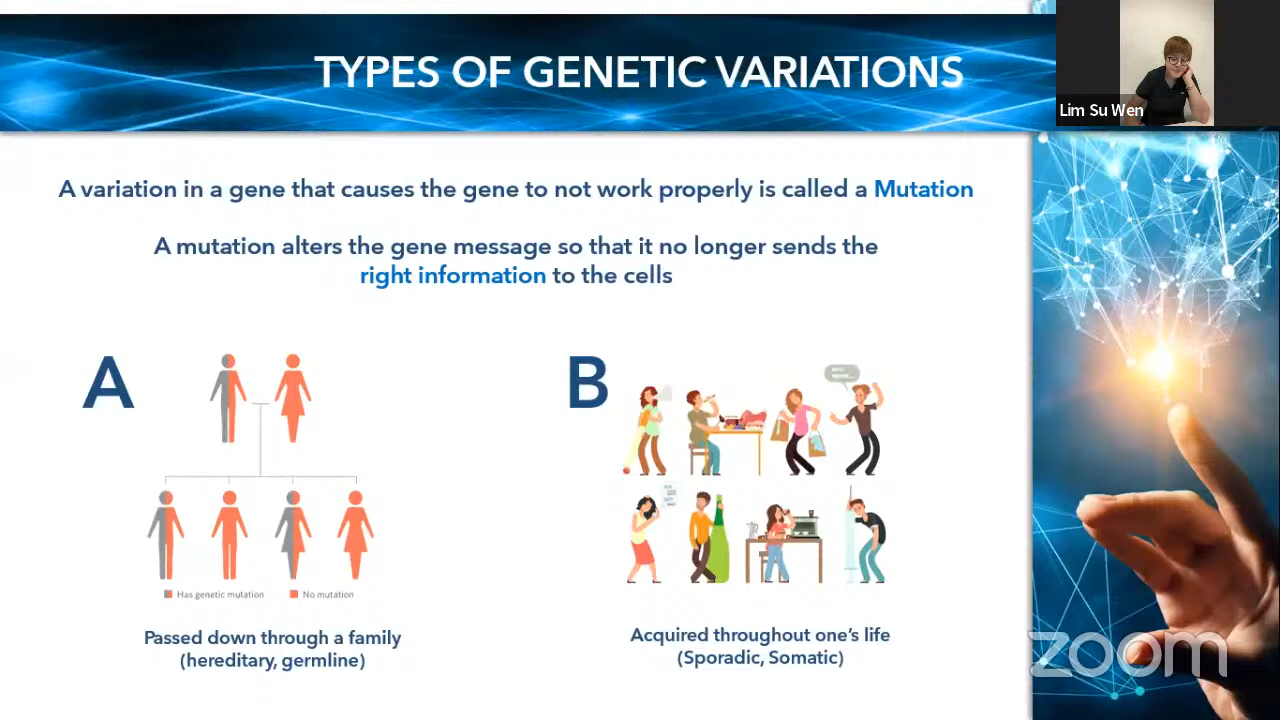 TYPES OF GENETIC VARIATIONS
Lim Su Wen
A variation in a gene that causes the gene to not work properly is called a Mutation
A mutation alters the gene message so that it no longer sends the
right information to the cells
A
B
Has genetic mutation
No mutation
Passed down through a family
(hereditary, germline)
Acquired throughout one's life
(Sporadic, Somatic)
zoom